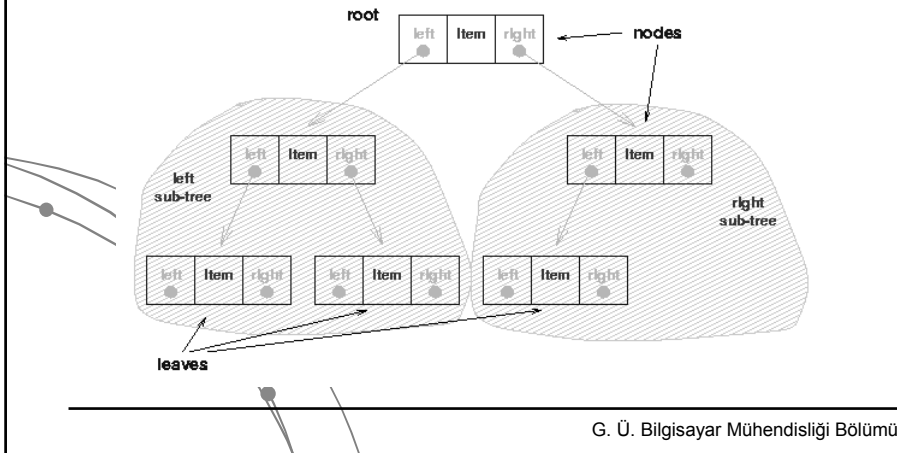 root
left Item right
nodes
left Item right
left Item right
left
sub-tree
right
sub-tree
left Item right
left Item right
left Item right
leaves
G. Ü. Bilgisayar Mühendisliği Bölümü